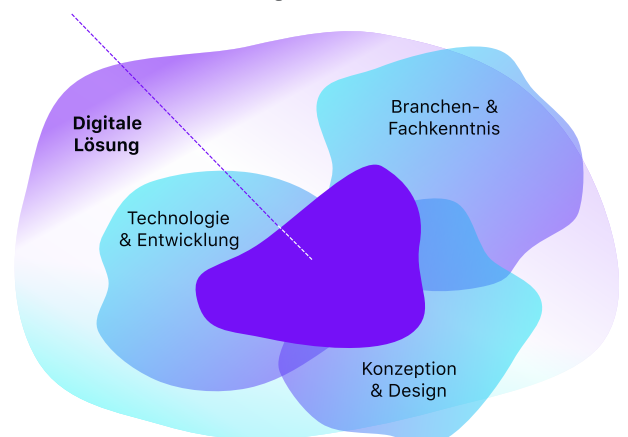 Digitale
Lösung
Branchen- &
Fachkenntnis
Technologie
& Entwicklung
Konzeption
& Design